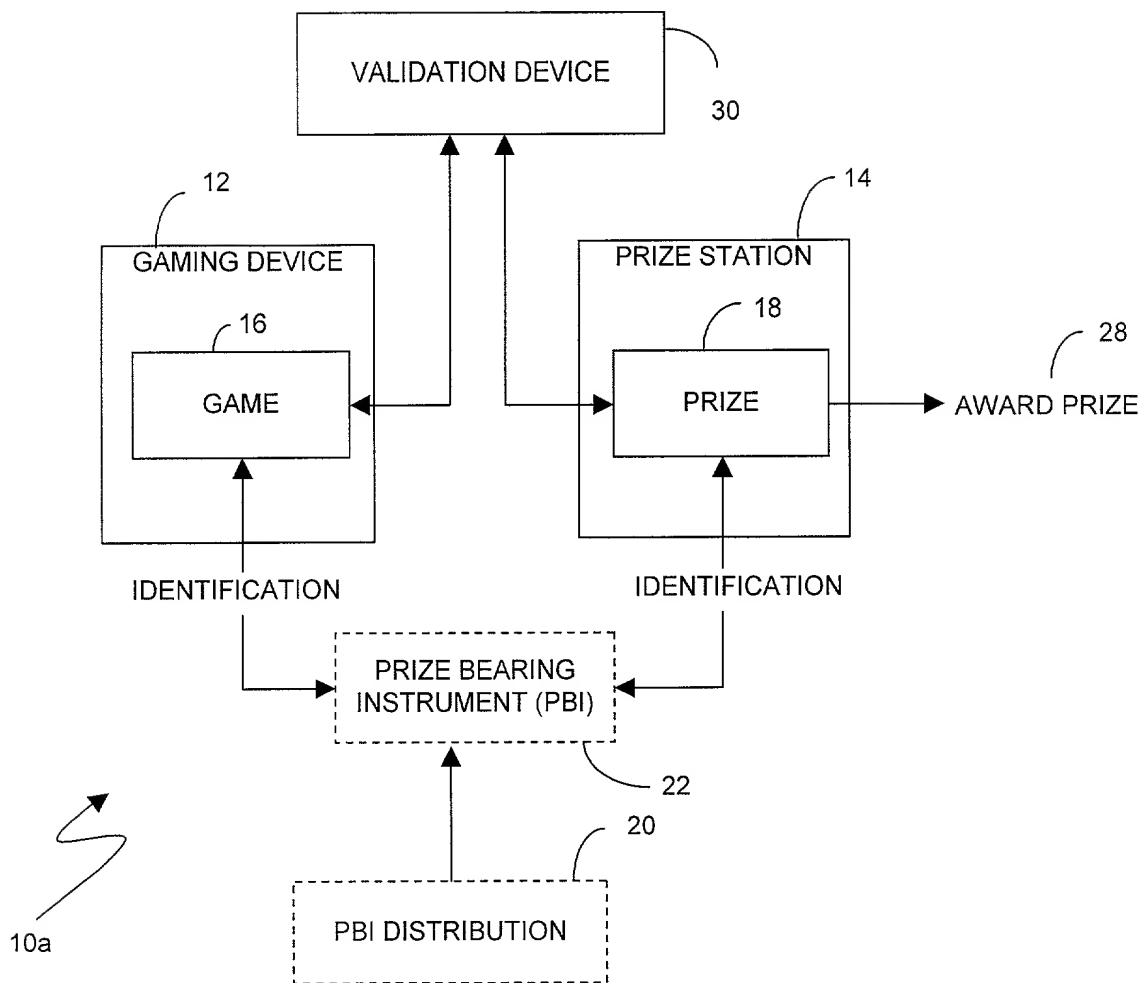 VALIDATION DEVICE
30
12
14
GAMING DEVICE
PRIZE STATION
16
18
28
GAME
PRIZE
AWARD PRIZE
IDENTIFICATION
IDENTIFICATION
PRIZE BEARING
INSTRUMENT (PBI)
22
20
PBI DISTRIBUTION
10a